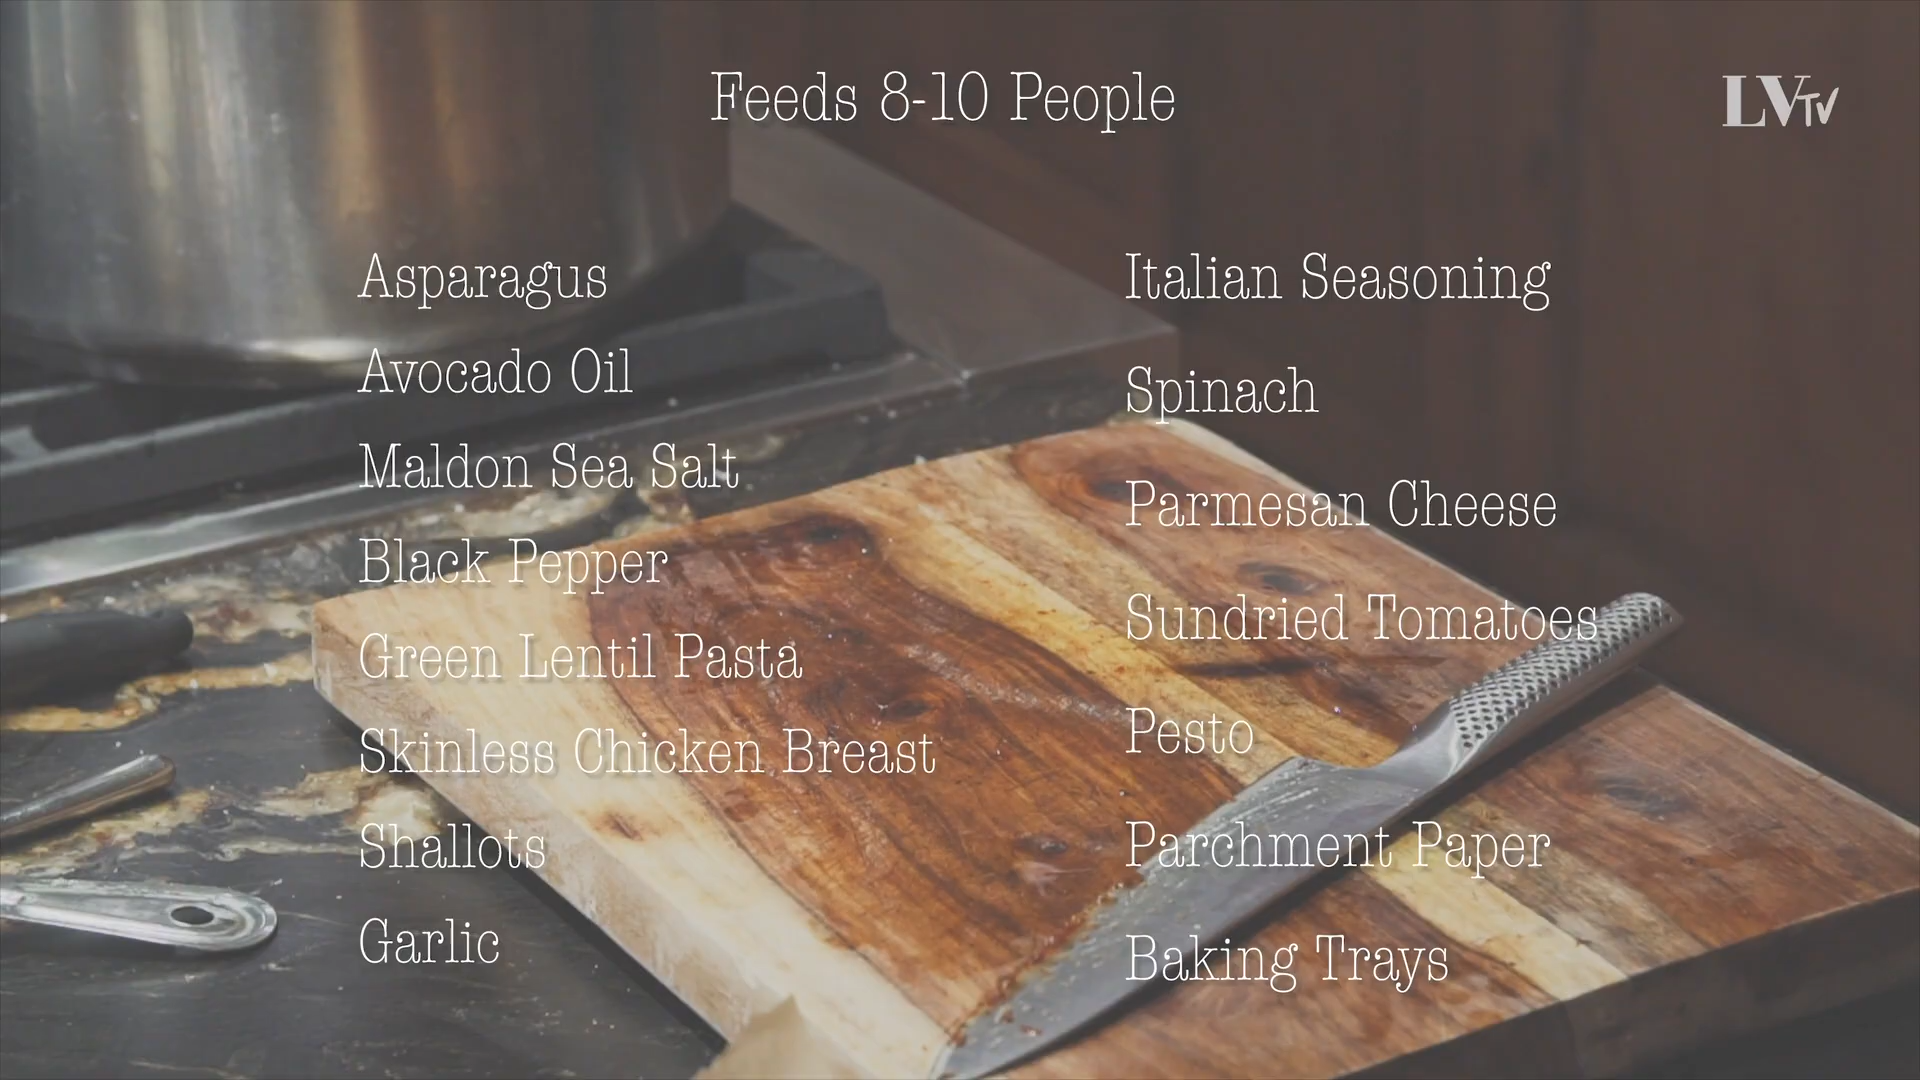 Feeds 8-10 People
LVTV
Asparagus
Avocado Oil
Maldon Sea Salt
Black Pepper
Green Lentil Pasta
Skinless Chicken Breast
Shallots
Garlic
Italian Seasoning
Spinach
Parmesan Cheese
Sundried Tomatoes
Pesto
Parchment Paper
Baking Trays